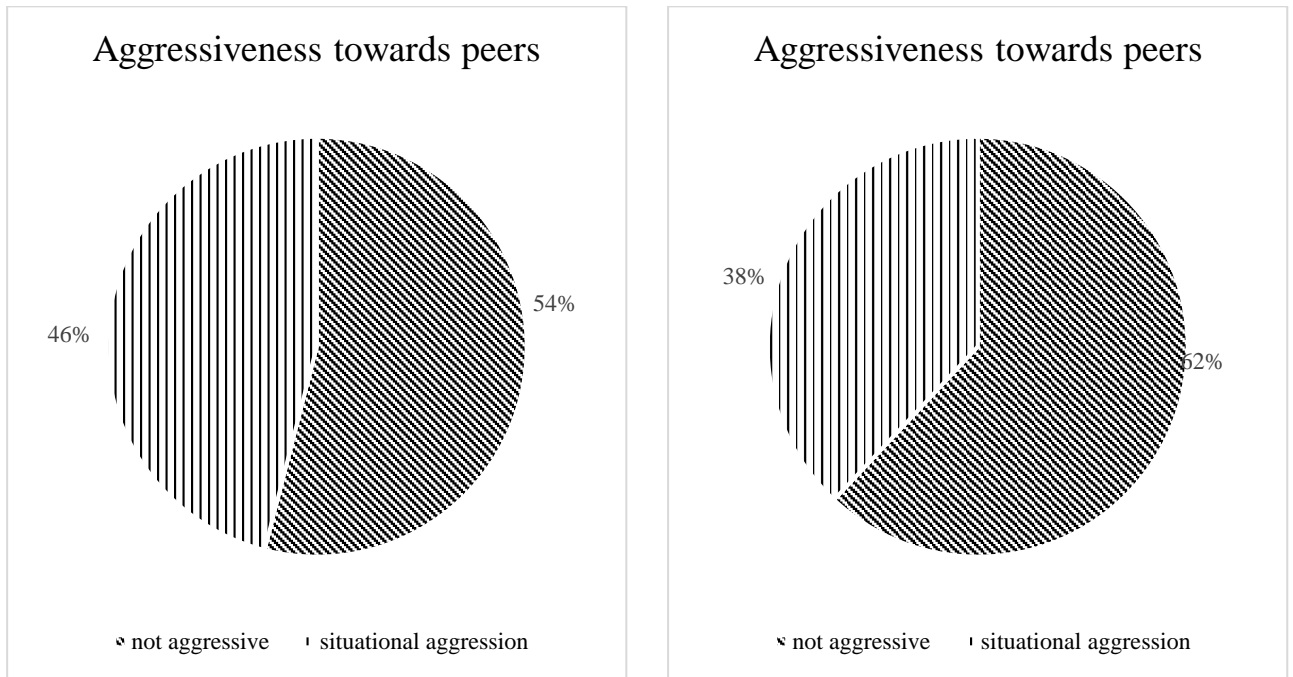 Aggressiveness towards peers
54%
46%
not aggressive situational aggression
Aggressiveness towards peers
38%
62%
not aggressive situational aggression